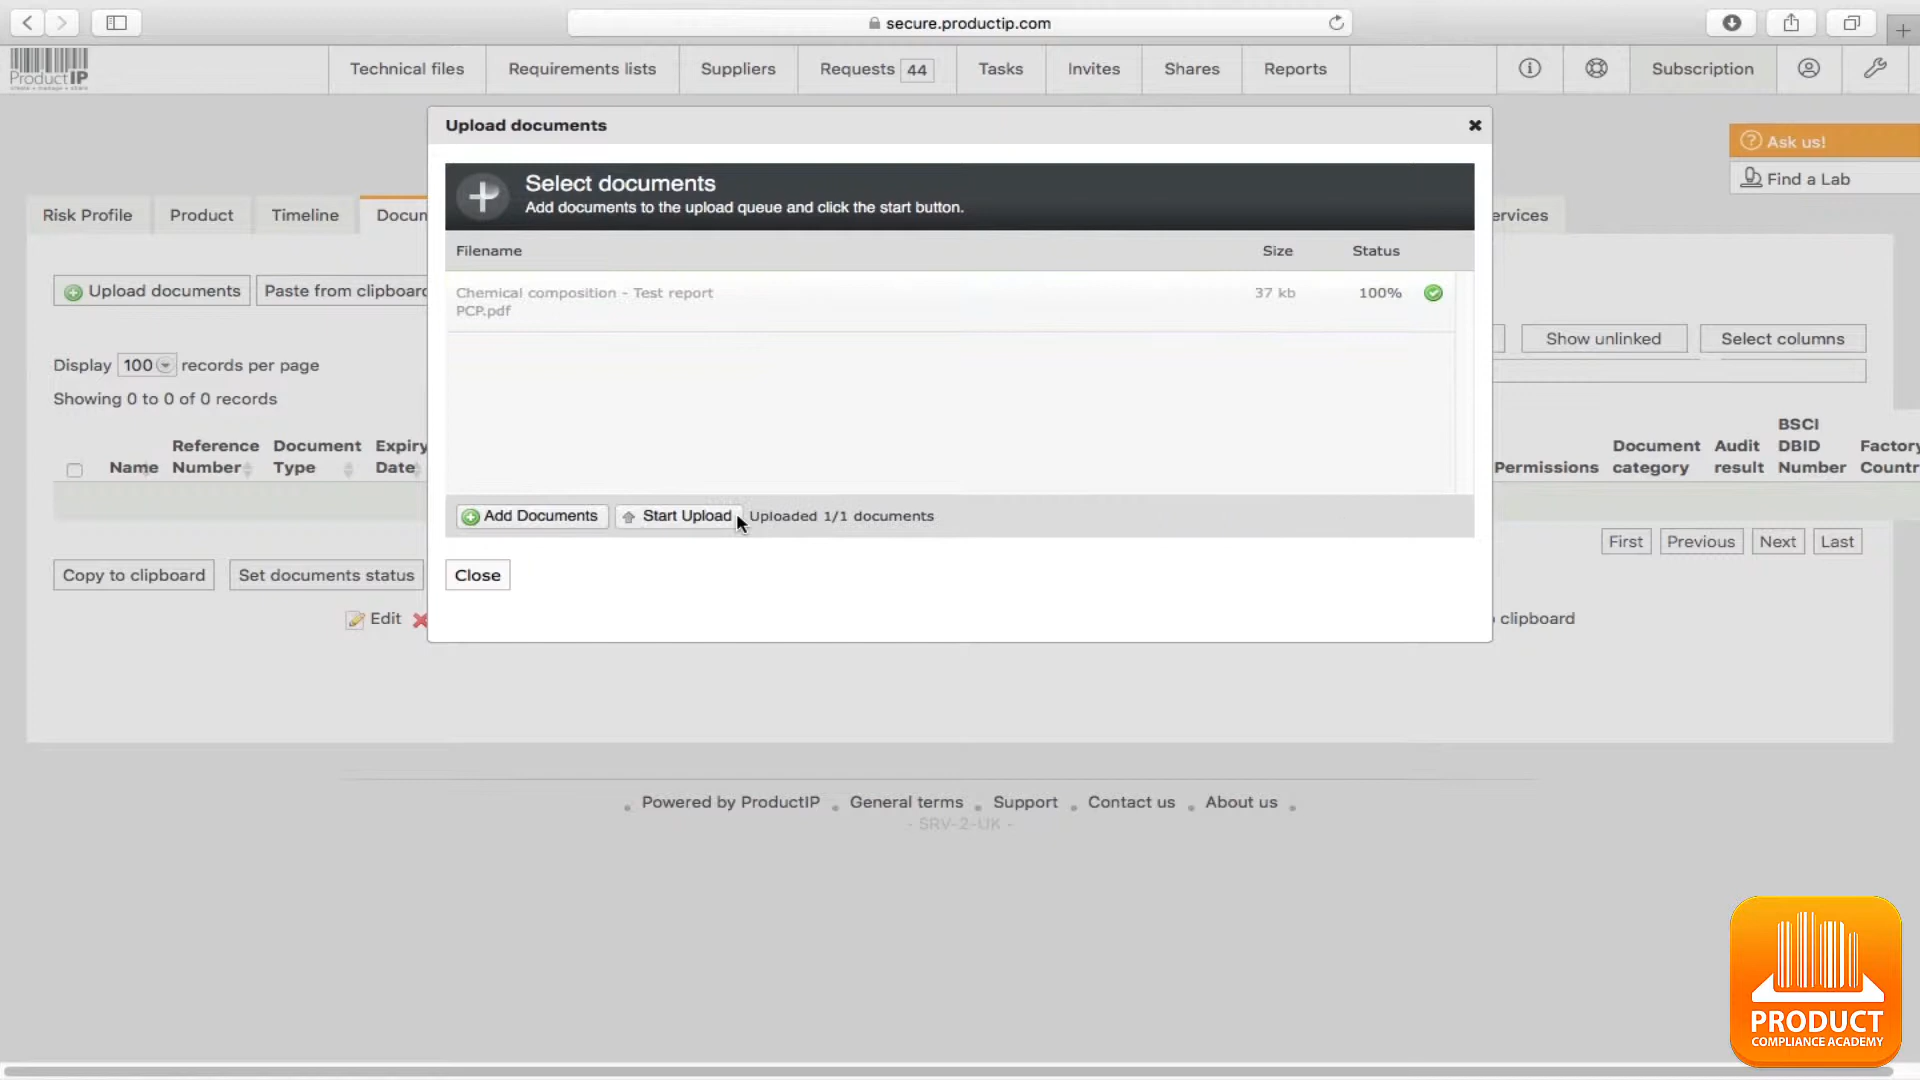 secure.productip.com
ProductIP
Technical files
Requirements lists
Suppliers
Requests 44
Tasks
Invites
Shares
Reports
Subscription
Upload documents
Ask us!
Find a Lab
Select documents
Add documents to the upload queue and click the start button.
Risk Profile
Product
Timeline
Docum
ervices
Filename
Size
Status
Upload documents
Paste from clipboard
Chemical composition - Test report
PCP.pdf
37 kb
100%
Show unlinked
Select columns
Display 100 records per page
Showing 0 to 0 of 0 records
Name
Reference
Number
Document
Type
Expiry
Date
Permissions
Document
category
Audit
result
BSCI
DBID
Number
Factory
Countr
Add Documents
Start Upload
Uploaded 1/1 documents
First
Previous
Next
Last
Copy to clipboard
Set documents status
Close
Edit
clipboard
Powered by ProductIP
General terms
Support
Contact us
About us
- SRV-2-UK -
PRODUCT
COMPLIANCE ACADEMY